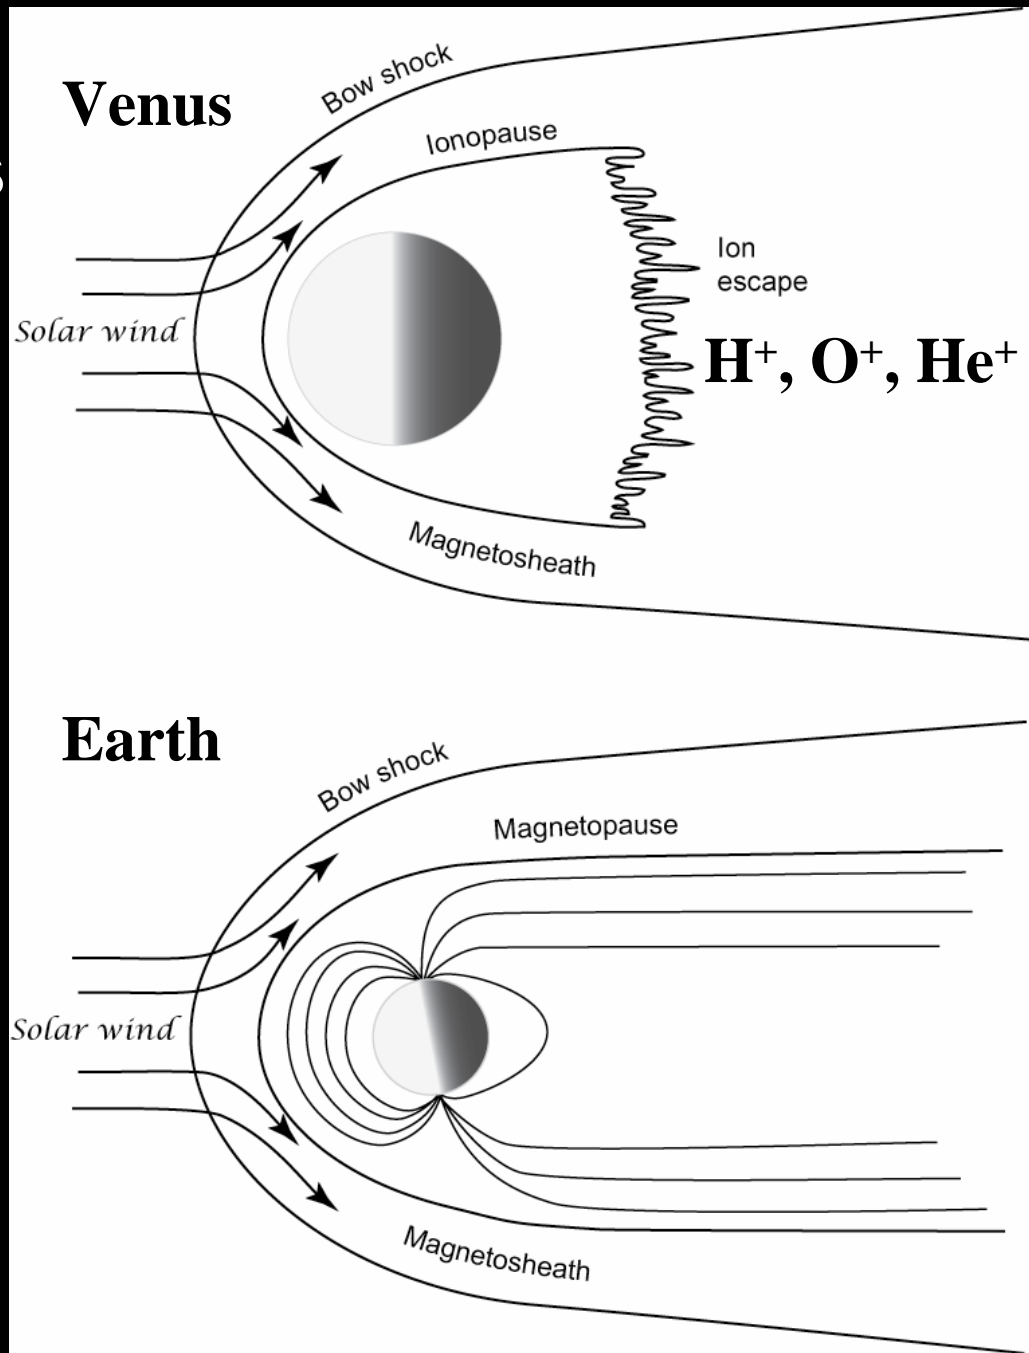 Venus
Bow shock
Ionopause
Ion
escape
Solar wind
H⁺, O⁺, He⁺
Magnetosheath
Earth
Bow shock
Magnetopause
Solar wind
Magnetosheath